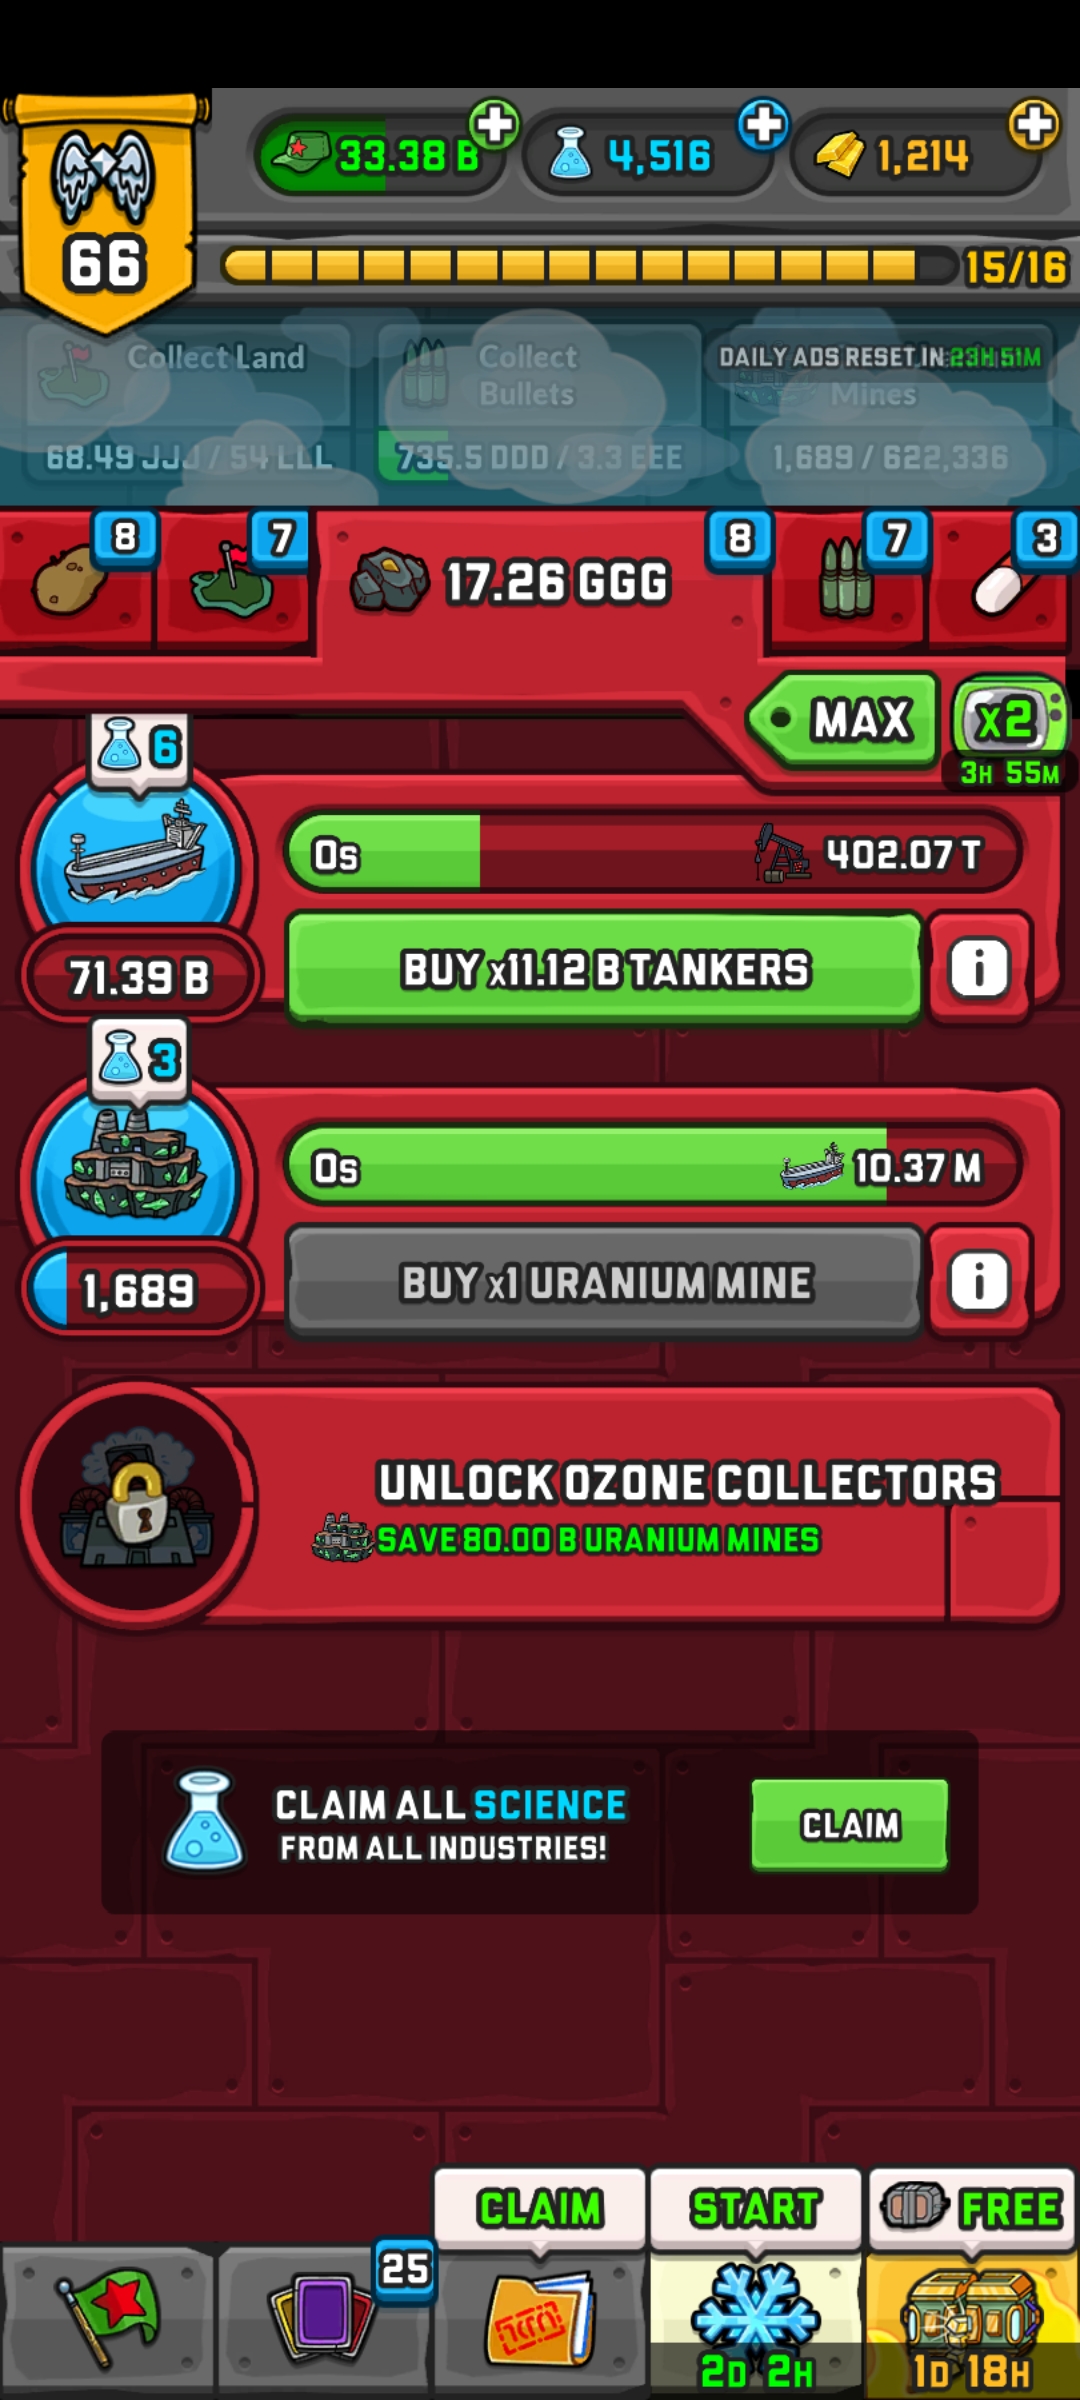 33.38 B
4,516
1,214
66
15/16
Collect Land
Collect
Bullets
DAILY ADS RESET IN: 23H 51M
Mines
68.49 JJJ / 54 LLL
735.5 DDD / 3.3 EEE
1,689 / 622,336
8
7
17.26 GGG
8
7
3
MAX
x2
3H 55M
6
0s
402.07 T
71.39 B
BUY x11.12 B TANKERS
i
3
0s
10.37 M
1,689
BUY x1 URANIUM MINE
i
UNLOCK OZONE COLLECTORS
SAVE 80.00 B URANIUM MINES
CLAIM ALL SCIENCE
FROM ALL INDUSTRIES!
CLAIM
CLAIM
START
FREE
25
2D 2H
1D 18H